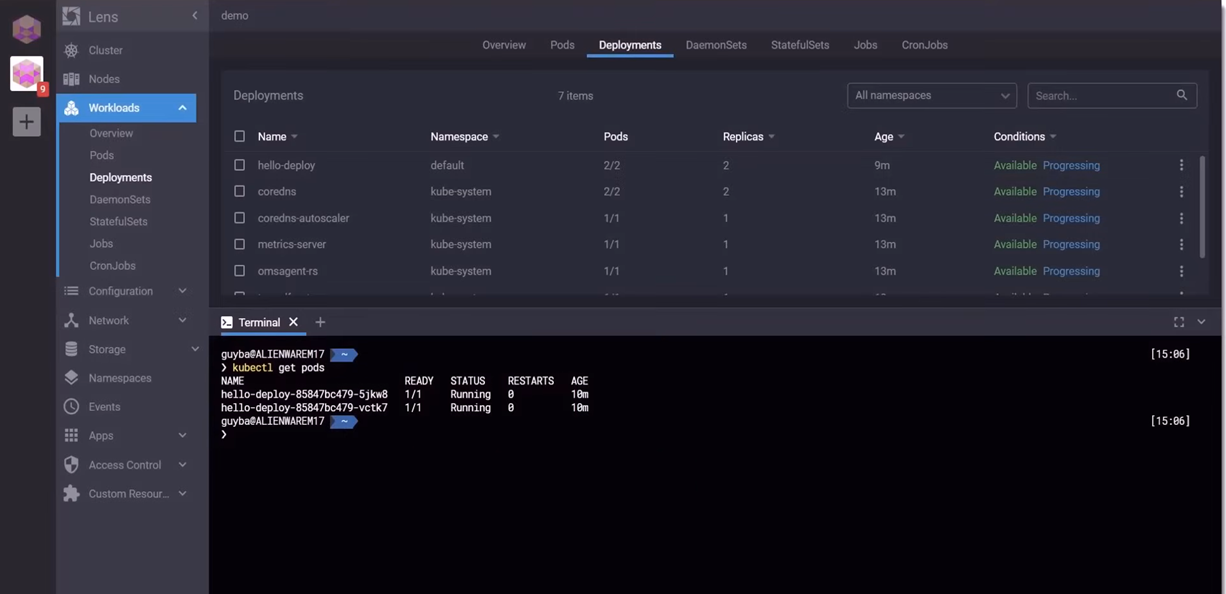 Lens
demo
9
Cluster
Nodes
Workloads
Overview
Pods
Deployments
DaemonSets
StatefulSets
Jobs
CronJobs
Configuration
Network
Storage
Namespaces
Events
Apps
Access Control
Custom Resour...
Overview Pods Deployments DaemonSets StatefulSets Jobs CronJobs
Deployments 7 items All namespaces Search...
Name Namespace Pods Replicas Age Conditions
hello-deploy default 2/2 2 9m Available Progressing
coredns kube-system 2/2 2 13m Available Progressing
coredns-autoscaler kube-system 1/1 1 13m Available Progressing
metrics-server kube-system 1/1 1 13m Available Progressing
omsagent-rs kube-system 1/1 1 13m Available Progressing
Terminal
guyba@ALIENWAREM17 ~ [15:06]
❯ kubectl get pods
NAME READY STATUS RESTARTS AGE
hello-deploy-85847bc479-5jkw8 1/1 Running 0 10m
hello-deploy-85847bc479-vctk7 1/1 Running 0 10m
guyba@ALIENWAREM17 ~ [15:06]
❯